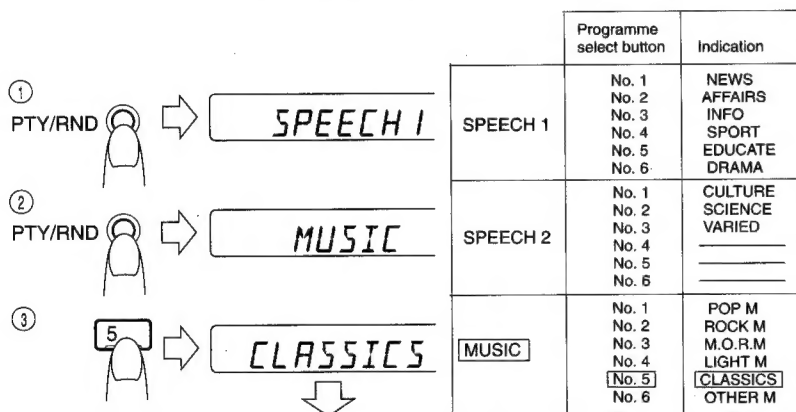 ①
PTY/RND
SPEECH 1
②
PTY/RND
MUSIC
③
5
CLASSICS
Programme select button Indication
SPEECH 1
No. 1 NEWS
No. 2 AFFAIRS
No. 3 INFO
No. 4 SPORT
No. 5 EDUCATE
No. 6 DRAMA
SPEECH 2
No. 1 CULTURE
No. 2 SCIENCE
No. 3 VARIED
No. 4
No. 5
No. 6
MUSIC
No. 1 POP M
No. 2 ROCK M
No. 3 M.O.R.M
No. 4 LIGHT M
No. 5 CLASSICS
No. 6 OTHER M